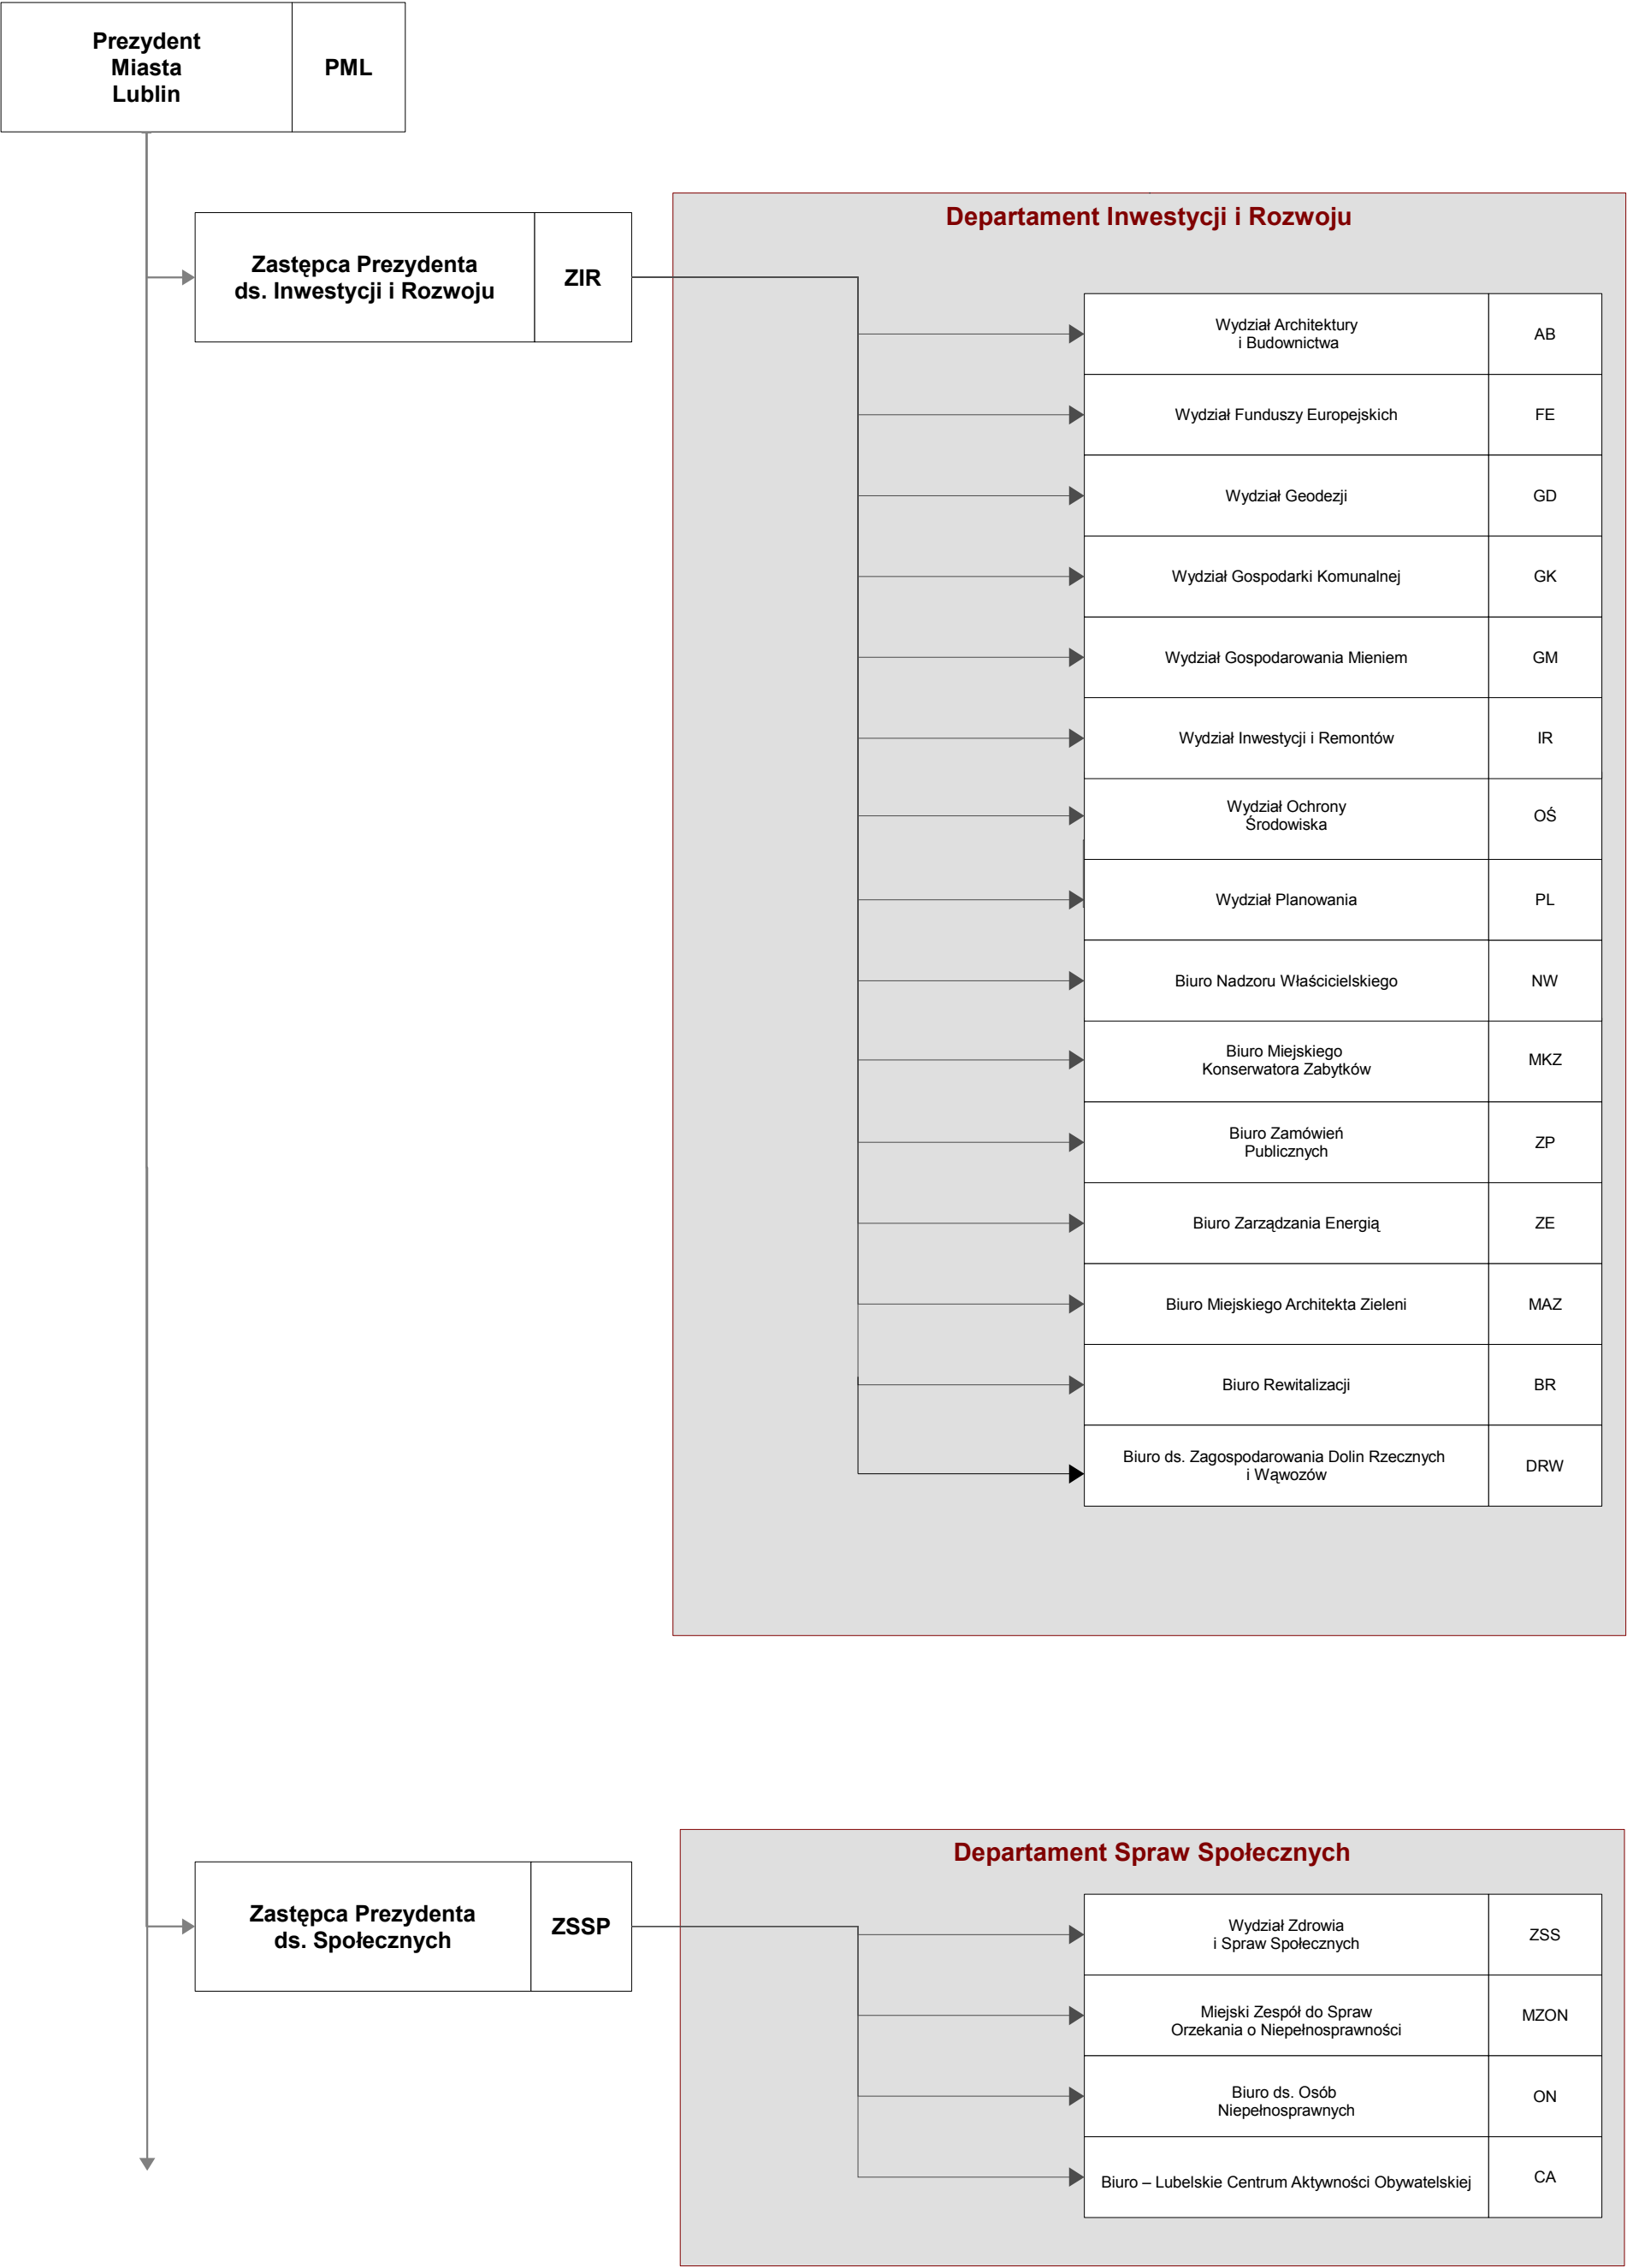 Prezydent
Miasta
Lublin
PML
Departament Inwestycji i Rozwoju
Zastępca Prezydenta
ds. Inwestycji i Rozwoju
ZIR
Wydział Architektury
i Budownictwa
AB
Wydział Funduszy Europejskich
FE
Wydział Geodezji
GD
Wydział Gospodarki Komunalnej
GK
Wydział Gospodarowania Mieniem
GM
Wydział Inwestycji i Remontów
IR
Wydział Ochrony
Środowiska
OŚ
Wydział Planowania
PL
Biuro Nadzoru Właścicielskiego
NW
Biuro Miejskiego
Konserwatora Zabytków
MKZ
Biuro Zamówień
Publicznych
ZP
Biuro Zarządzania Energią
ZE
Biuro Miejskiego Architekta Zieleni
MAZ
Biuro Rewitalizacji
BR
Biuro ds. Zagospodarowania Dolin Rzecznych
i Wąwozów
DRW
Departament Spraw Społecznych
Zastępca Prezydenta
ds. Społecznych
ZSSP
Wydział Zdrowia
i Spraw Społecznych
ZSS
Miejski Zespół do Spraw
Orzekania o Niepełnosprawności
MZON
Biuro ds. Osób
Niepełnosprawnych
ON
Biuro – Lubelskie Centrum Aktywności Obywatelskiej
CA